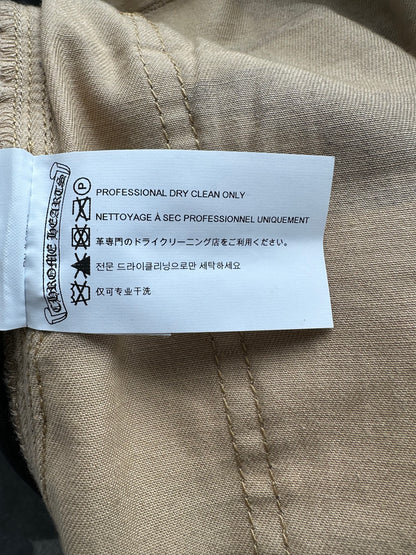 CHROME HEARTS
P
PROFESSIONAL DRY CLEAN ONLY
NETTOYAGE À SEC PROFESSIONNEL UNIQUEMENT
革専門のドライクリーニング店をご利用ください。
전문 드라이클리닝으로만 세탁하세요
仅可专业干洗